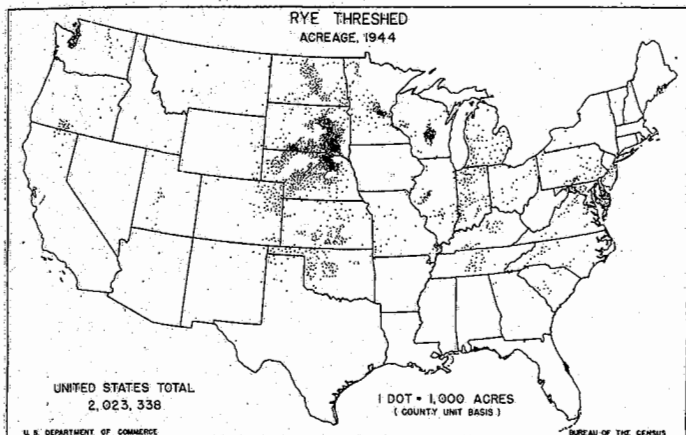 RYE THRESHED
ACREAGE, 1944
UNITED STATES TOTAL
2,023,338
1 DOT = 1,000 ACRES
(COUNTY UNIT BASIS)
U. S. DEPARTMENT OF COMMERCE
BUREAU OF THE CENSUS